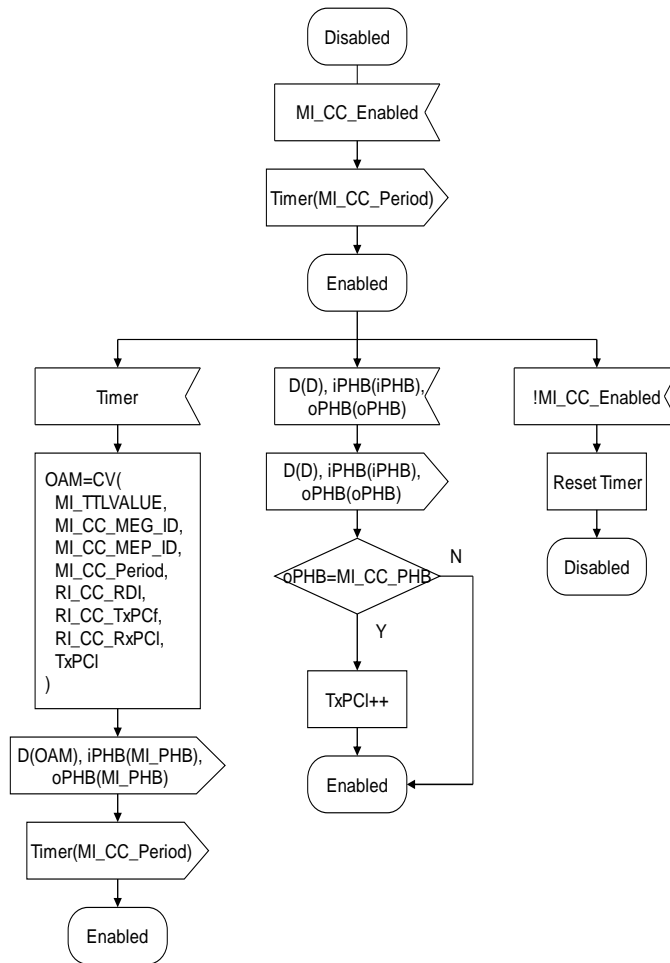 Disabled
MI_CC_Enabled
Timer(MI_CC_Period)
Enabled
Timer
OAM=CV(
MI_TTLVALUE,
MI_CC_MEG_ID,
MI_CC_MEP_ID,
MI_CC_Period,
RI_CC_RDI,
RI_CC_TxPCf,
RI_CC_RxPCl,
TxPCl
)
D(OAM), iPHB(MI_PHB),
oPHB(MI_PHB)
Timer(MI_CC_Period)
Enabled
D(D), iPHB(iPHB),
oPHB(oPHB)
D(D), iPHB(iPHB),
oPHB(oPHB)
oPHB=MI_CC_PHB
N
Y
TxPCl++
Enabled
!MI_CC_Enabled
Reset Timer
Disabled